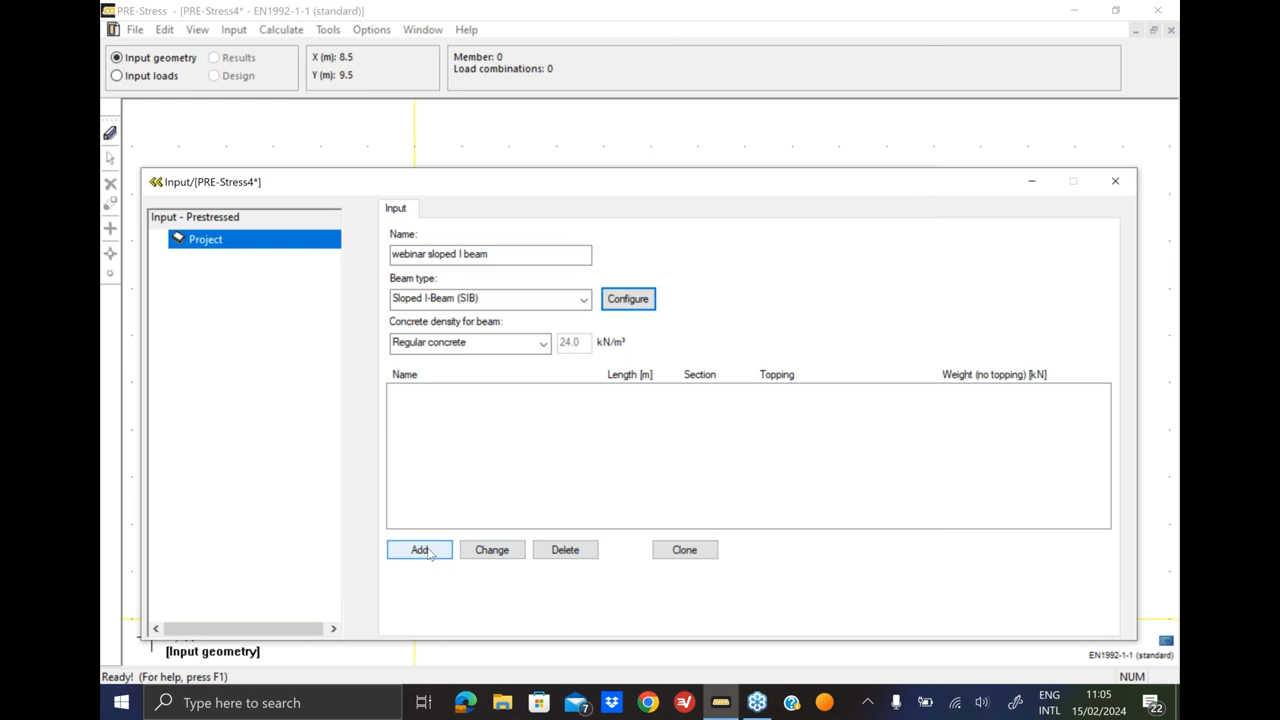 PRE-Stress - [PRE-Stress4* - EN1992-1-1 (standard)]
File Edit View Input Calculate Tools Options Window Help
Input geometry Results
Input loads Design
X (m): 8.5
Y (m): 9.5
Member: 0
Load combinations: 0
Input/[PRE-Stress4*]
Input - Prestressed
Project
Input
Name:
webinar sloped I beam
Beam type:
Sloped I-Beam (SIB) Configure
Concrete density for beam:
Regular concrete 24.0 kN/m³
Name Length [m] Section Topping Weight (no topping) [kN]
Add Change Delete Clone
[Input geometry]
EN1992-1-1 (standard)
Ready! (For help, press F1) NUM
Type here to search
7
ENG
INTL
11:05
15/02/2024
22